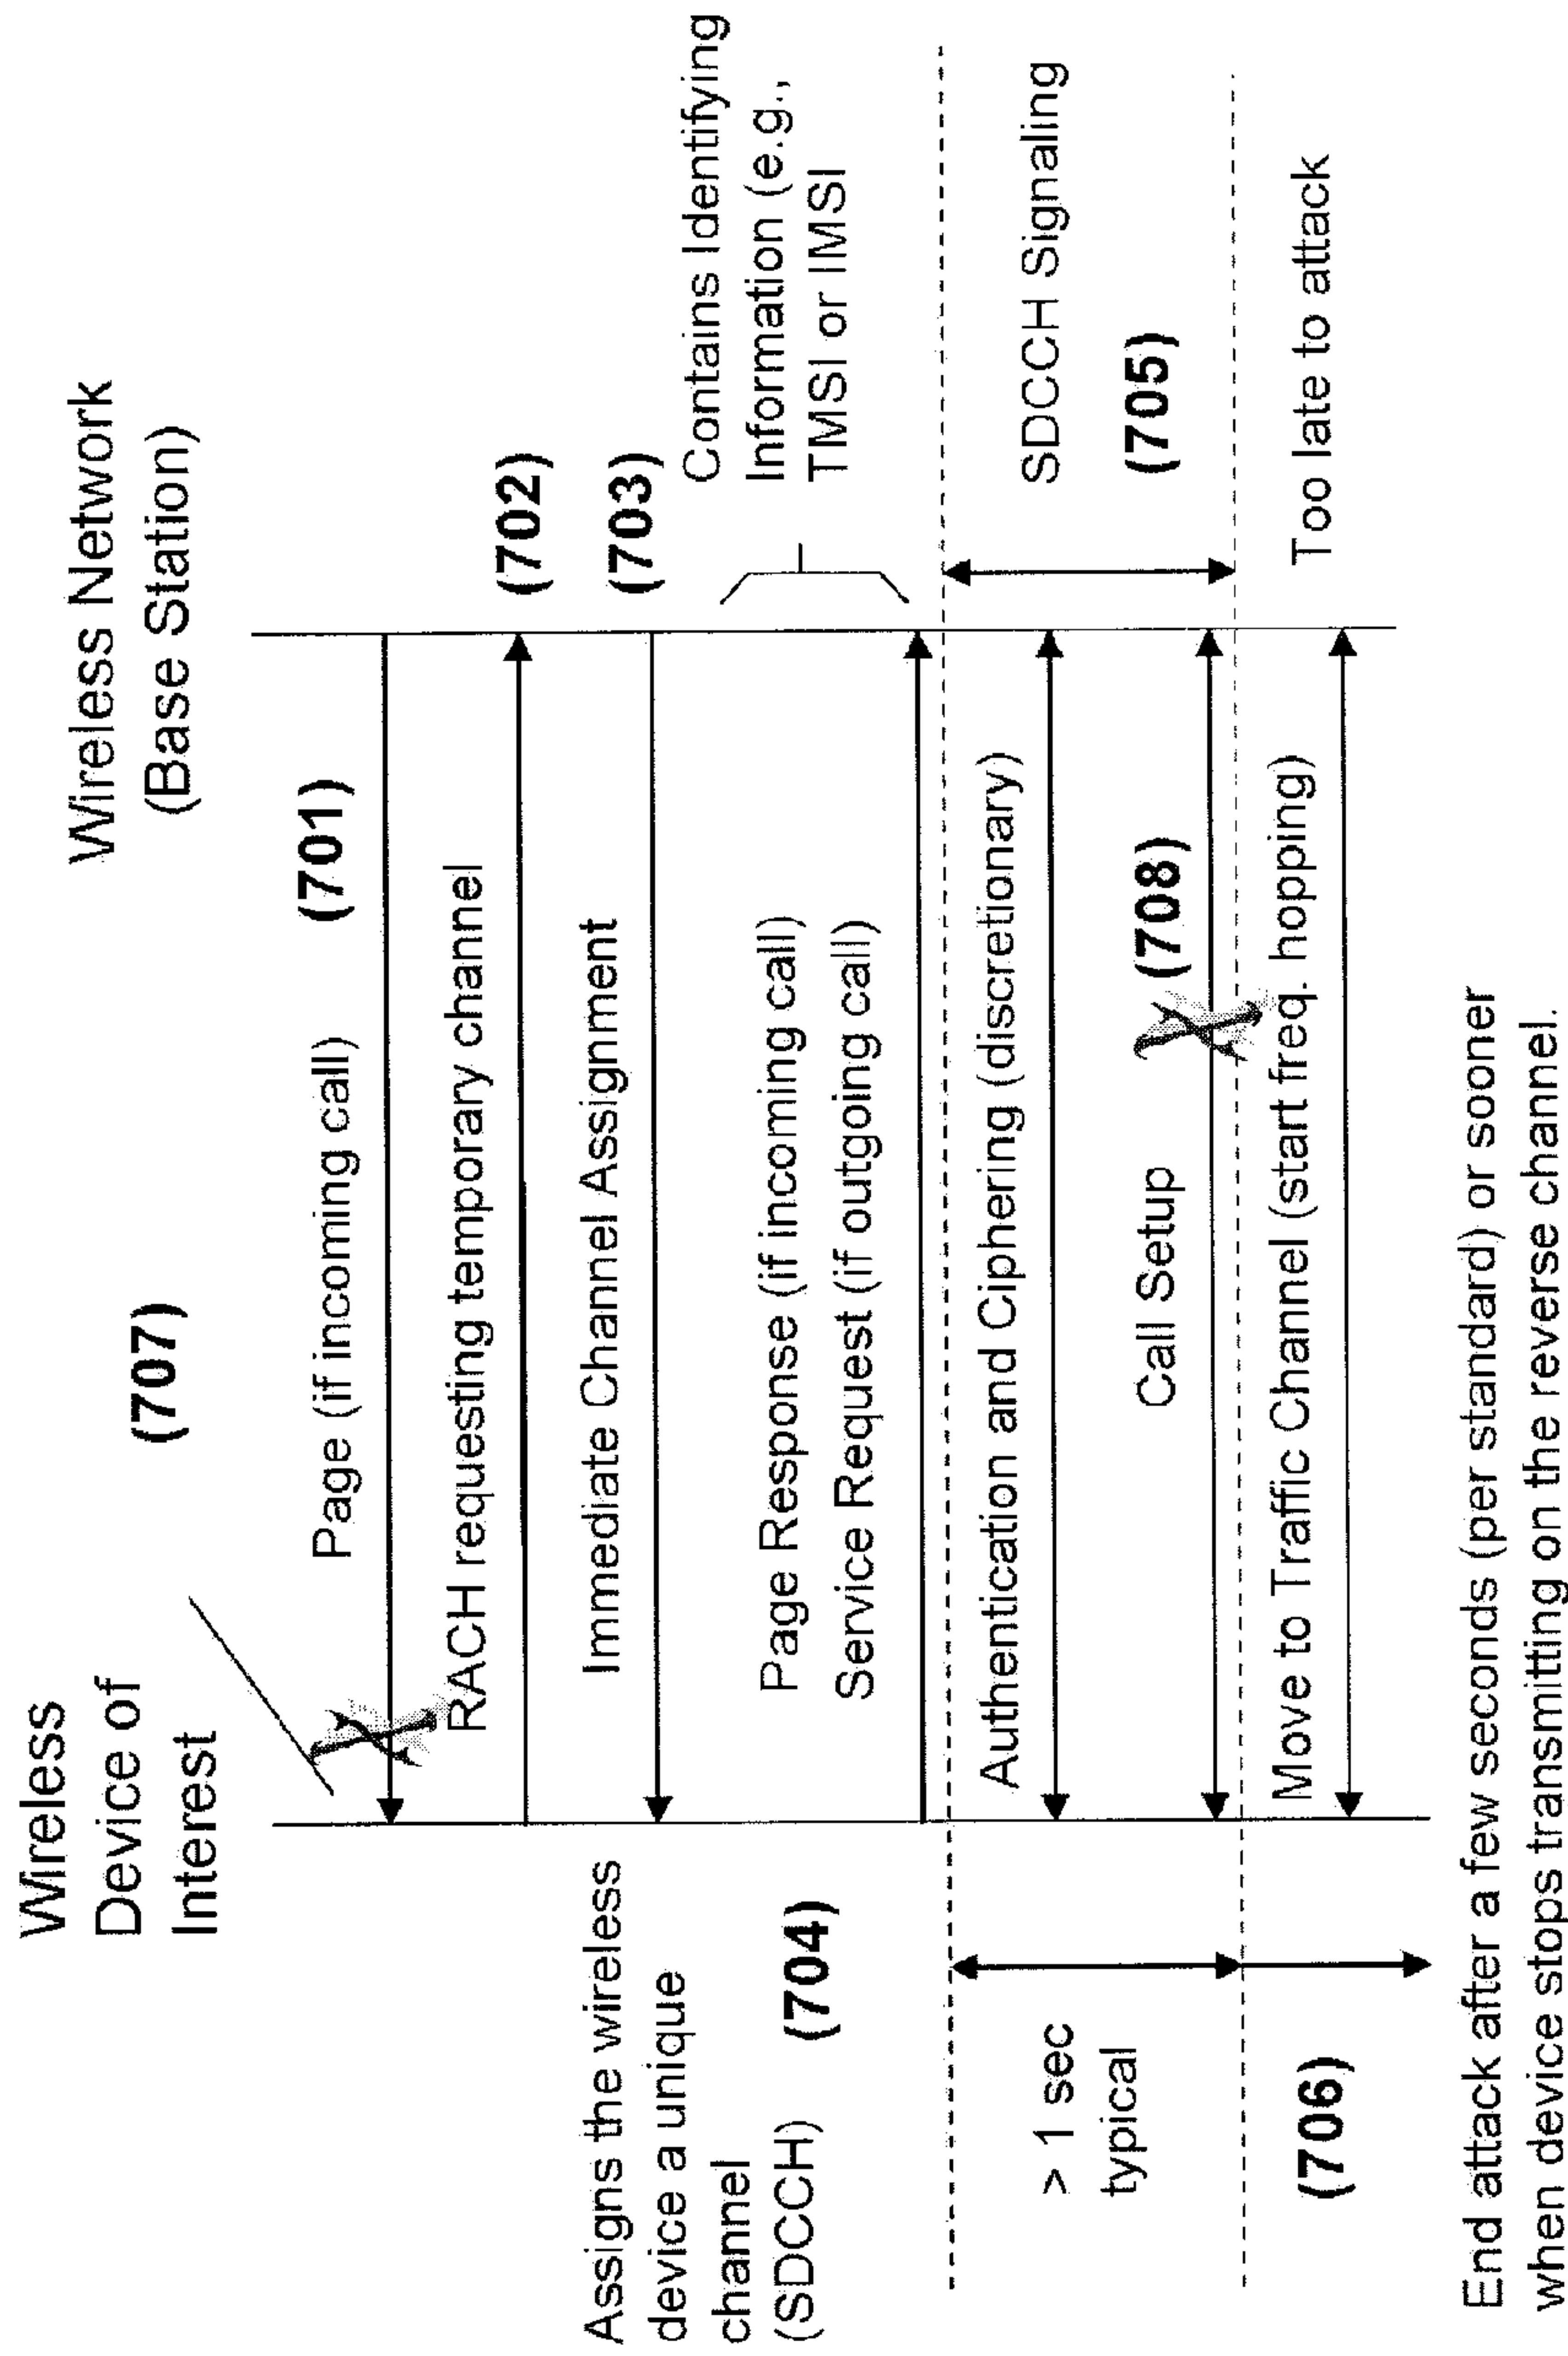 Wireless
Device of
Interest
Wireless Network
(Base Station)
(707)
Page (if incoming call)
(701)
RACH requesting temporary channel
(702)
Assigns the wireless
device a unique
channel
(SDCCH)
(704)
Immediate Channel Assignment
(703)
Page Response (if incoming call)
Service Request (if outgoing call)
Contains Identifying
Information (e.g.,
TMSI or IMSI
> 1 sec
typical
Authentication and Ciphering (discretionary)
SDCCH Signaling
(705)
Call Setup
(708)
(706)
Move to Traffic Channel (start freq. hopping)
Too late to attack
End attack after a few seconds (per standard) or sooner
when device stops transmitting on the reverse channel.